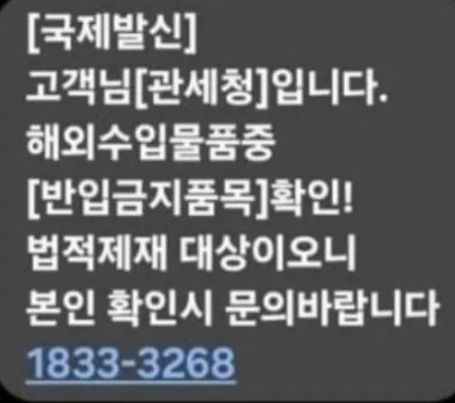 [국제발신]
고객님[관세청]입니다.
해외수입물품중
[반입금지품목]확인!
법적제재 대상이오니
본인 확인시 문의바랍니다
1833-3268